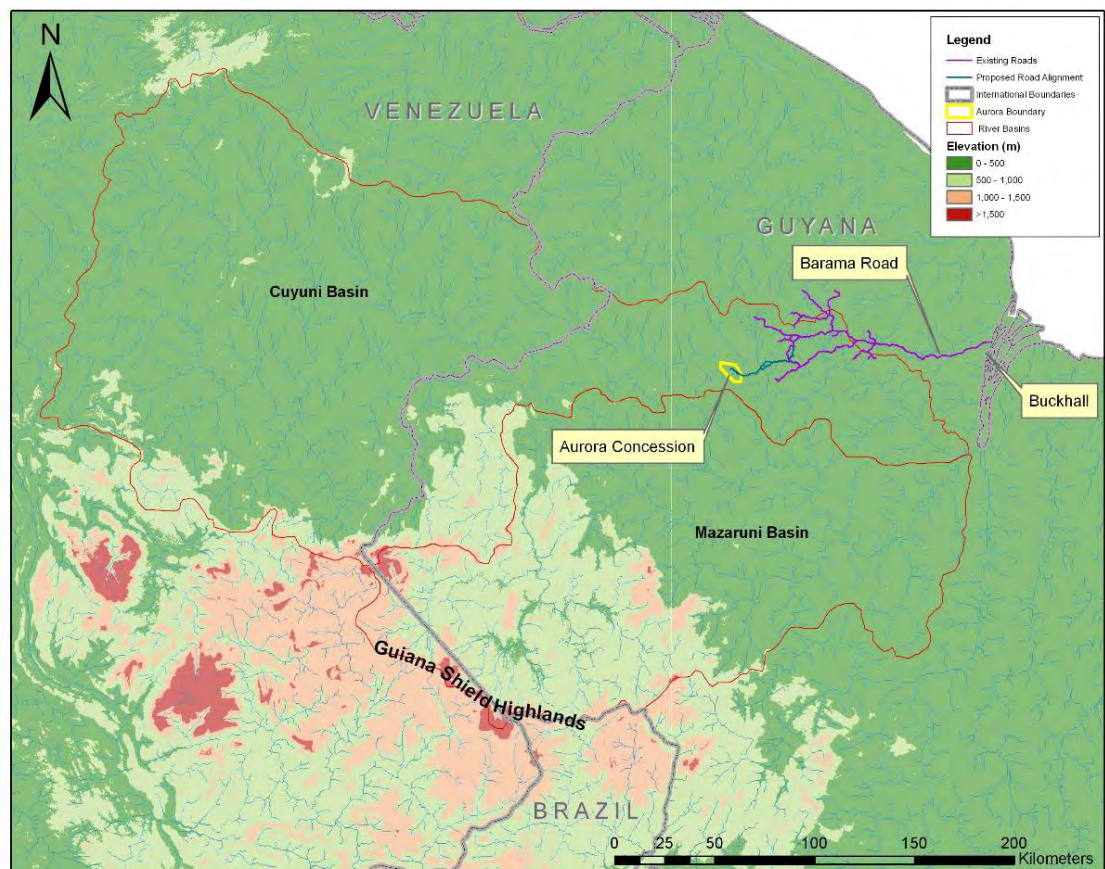 N
VENEZUELA
GUYANA
Barama Road
Cuyuni Basin
Buckhall
Aurora Concession
Mazaruni Basin
Guiana Shield Highlands
BRAZIL
Legend
Existing Roads
Proposed Road Alignment
International Boundaries
Aurora Boundary
River Basins
Elevation (m)
0 - 500
500 - 1,000
1,000 - 1,500
>1,500
0 25 50 100 150 200
Kilometers